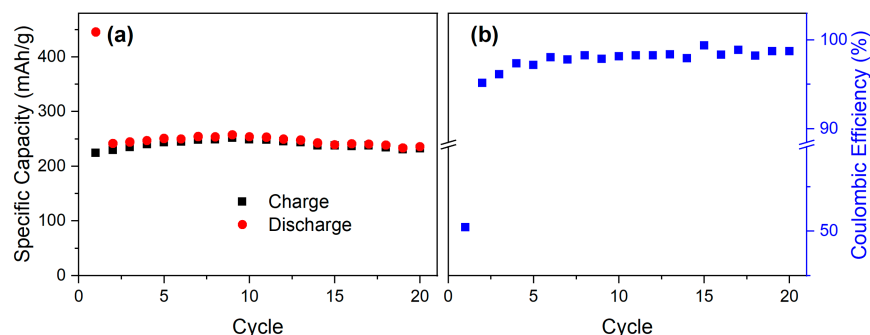 (a)
Specific Capacity (mAh/g)
400
300
200
100
0
Charge
Discharge
0 5 10 15 20
Cycle
(b)
100
90
50
Coulombic Efficiency (%)
0 5 10 15 20
Cycle